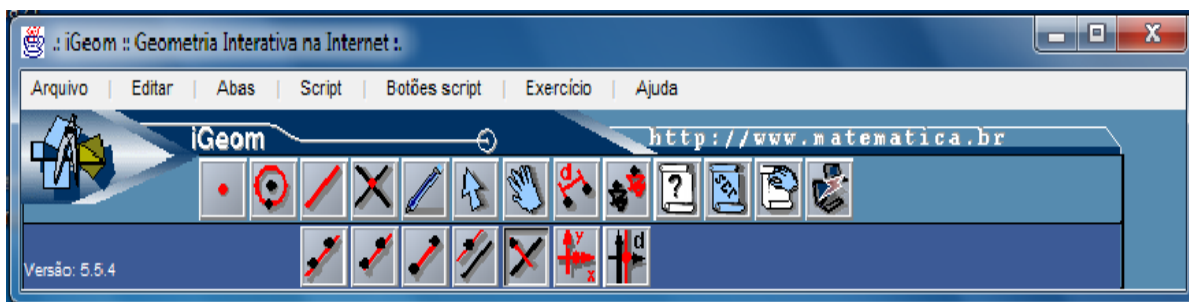 .: iGeom :: Geometria Interativa na Internet :.
Arquivo | Editar | Abas | Script | Botões script | Exercício | Ajuda
iGeom http://www.matematica.br
d ? SCR
Versão: 5.5.4 y x d